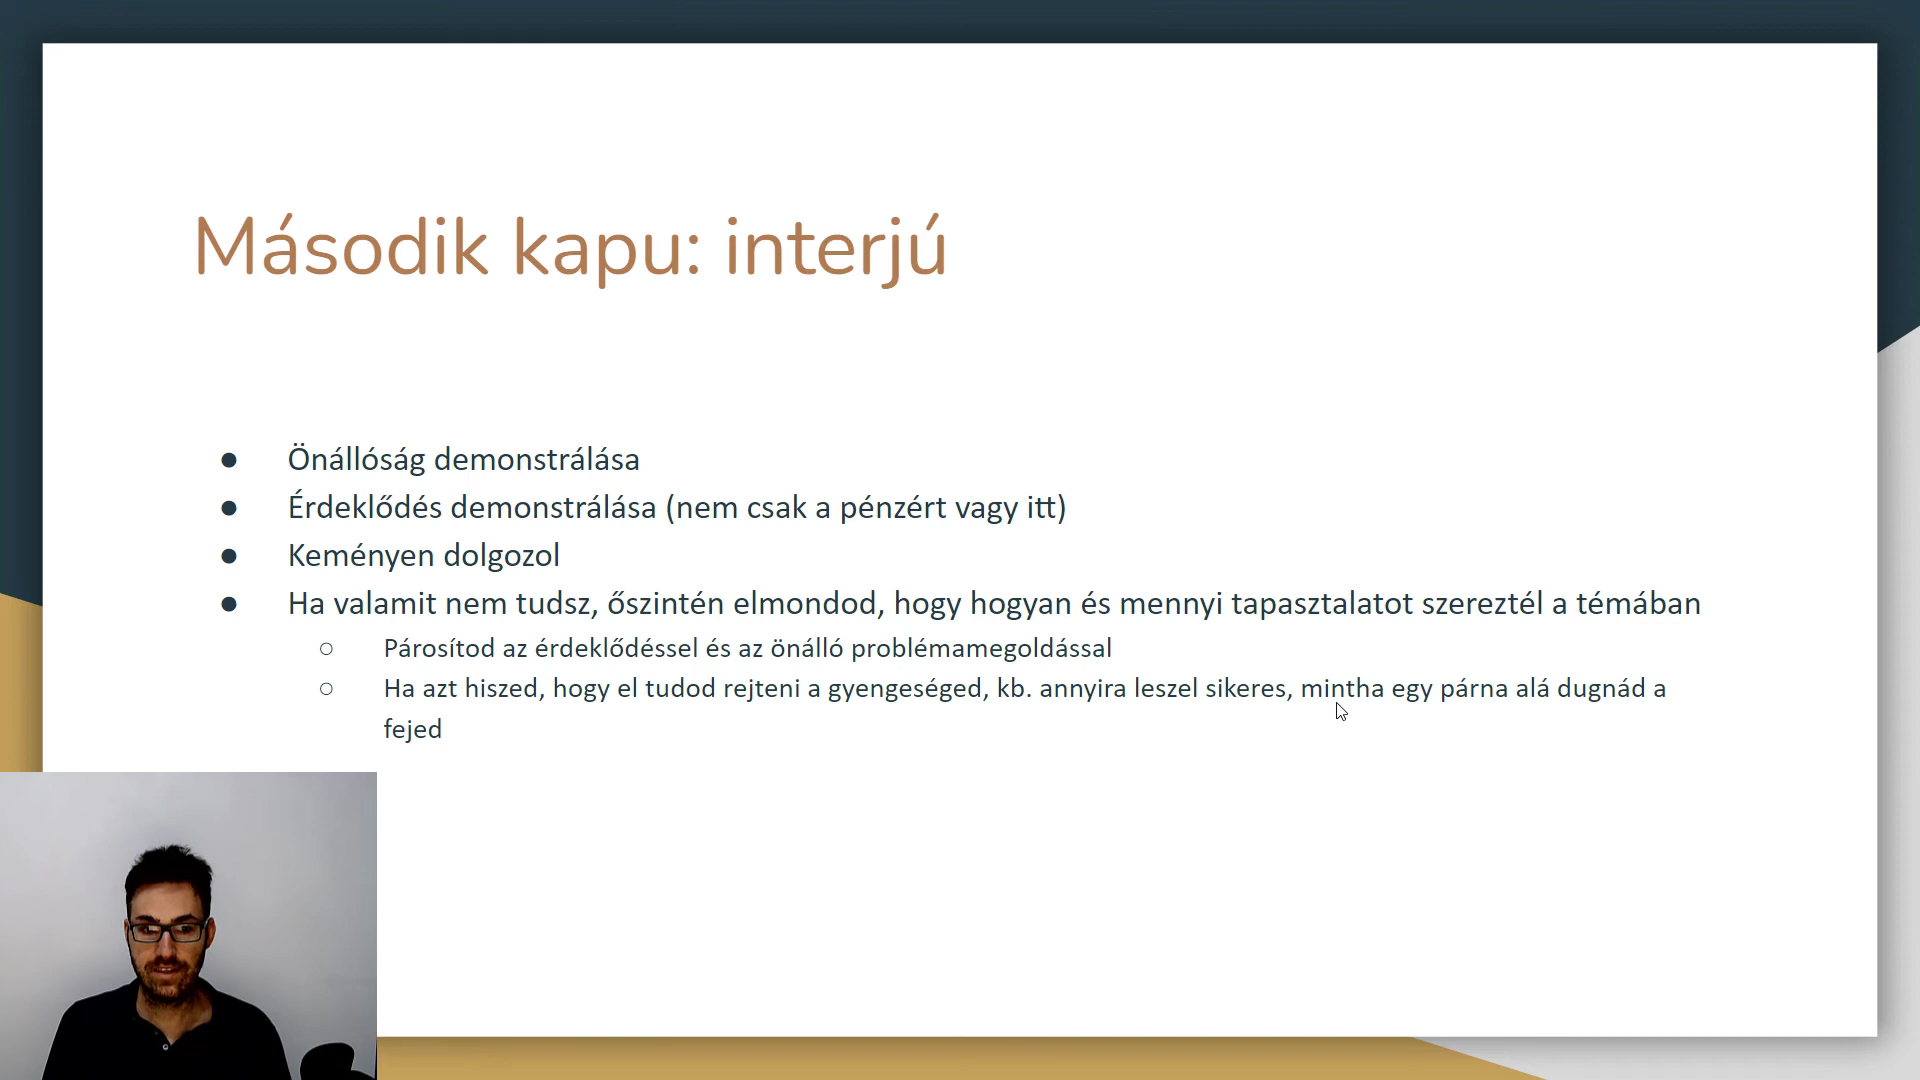 Második kapu: interjú
● Önállóság demonstrálása
● Érdeklődés demonstrálása (nem csak a pénzért vagy itt)
● Keményen dolgozol
● Ha valamit nem tudsz, őszintén elmondod, hogy hogyan és mennyi tapasztalatot szereztél a témában
○ Párosítod az érdeklődéssel és az önálló problémamegoldással
○ Ha azt hiszed, hogy el tudod rejteni a gyengeséged, kb. annyira leszel sikeres, mintha egy párna alá dugnád a
fejed